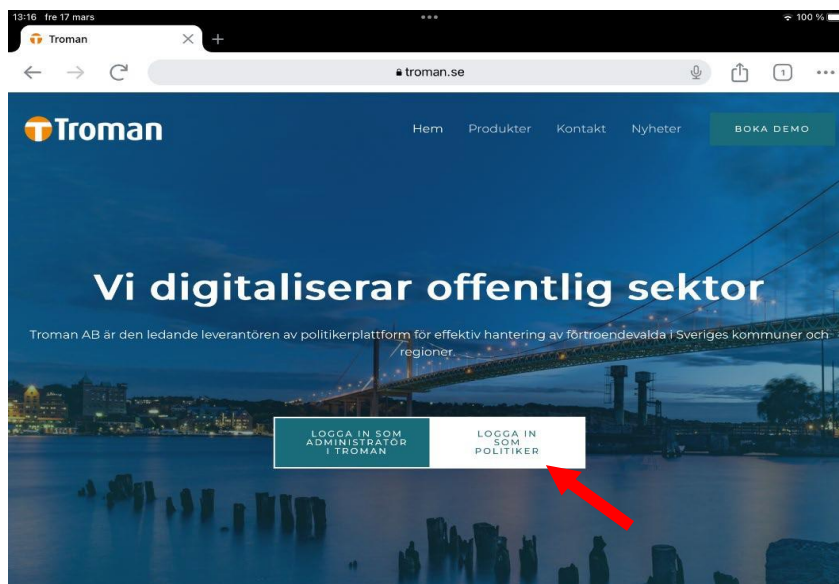 13:16 fre 17 mars
100 %
Troman
troman.se
1
Troman
Hem Produkter Kontakt Nyheter BOKA DEMO
Vi digitaliserar offentlig sektor
Troman AB är den ledande leverantören av politikerplattform för effektiv hantering av förtroendevalda i Sveriges kommuner och
regioner.
LOGGA IN SOM
ADMINISTRATÖR
I TROMAN
LOGGA IN
SOM
POLITIKER